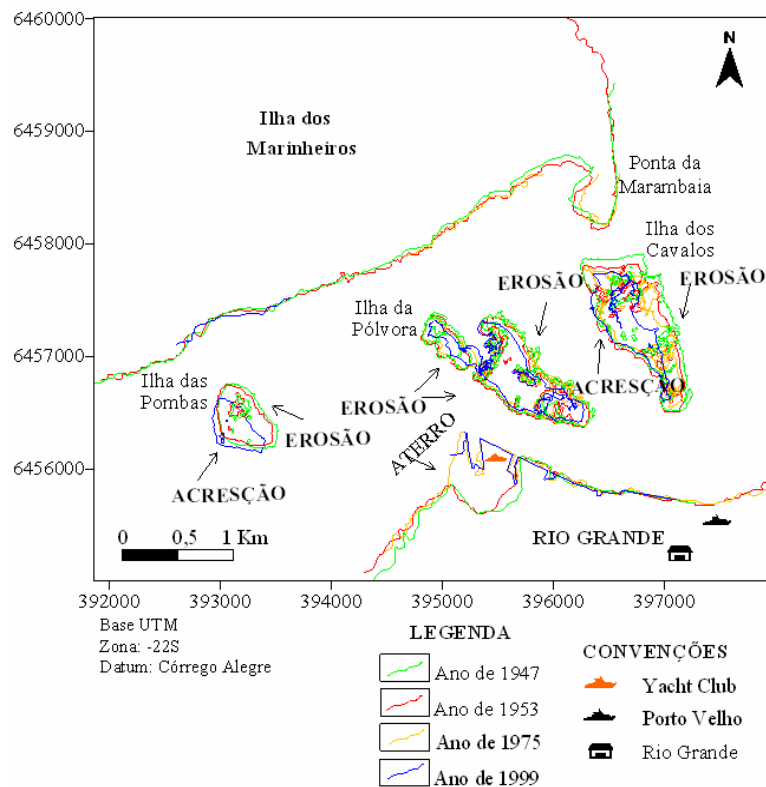 6460000
N
6459000
Ilha dos
Marinheiros
Ponta da
Marambaia
6458000
Ilha dos
Cavalos
EROSÃO
EROSÃO
Ilha da
Pólvora
6457000
Ilha das
Pombas
ACRESÇÃO
EROSÃO
EROSÃO
ATERRO
6456000
ACRESÇÃO
0 0,5 1 Km
RIO GRANDE
392000 393000 394000 395000 396000 397000
Base UTM
Zona: -22S
Datum: Córrego Alegre
LEGENDA
Ano de 1947
Ano de 1953
Ano de 1975
Ano de 1999
CONVENÇÕES
Yacht Club
Porto Velho
Rio Grande